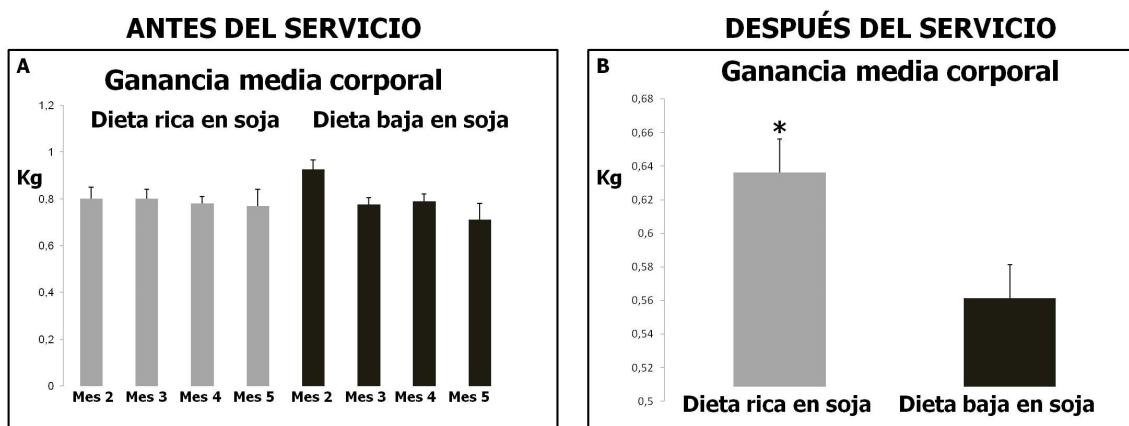 ANTES DEL SERVICIO
A
Ganancia media corporal
Dieta rica en soja Dieta baja en soja
Kg
1,2
1
0,8
0,6
0,4
0,2
0
Mes 2 Mes 3 Mes 4 Mes 5 Mes 2 Mes 3 Mes 4 Mes 5
DESPUÉS DEL SERVICIO
B
Ganancia media corporal
Kg
0,68
0,66
0,64
0,62
0,6
0,58
0,56
0,54
0,52
0,5
*
Dieta rica en soja Dieta baja en soja